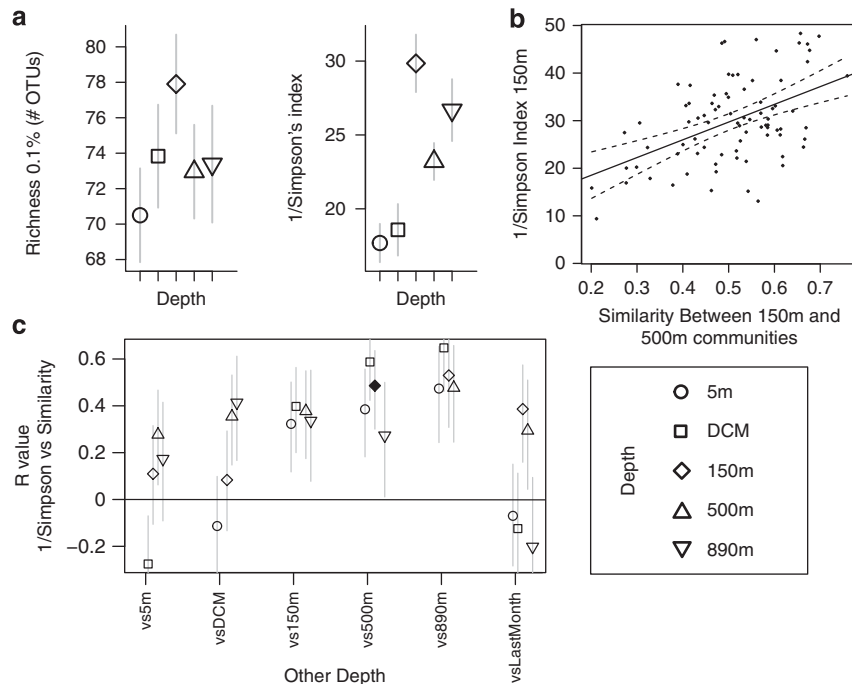 a
Richness 0.1% (# OTUs)
80
78
76
74
72
70
68
Depth
1/Simpson's index
30
25
20
Depth
b
1/Simpson Index 150m
50
40
30
20
10
0
0.2 0.3 0.4 0.5 0.6 0.7
Similarity Between 150m and
500m communities
c
R value
1/Simpson vs Similarity
0.6
0.4
0.2
0
−0.2
vs5m
vsDCM
vs150m
vs500m
vs890m
vsLastMonth
Other Depth
Depth
5m
DCM
150m
500m
890m